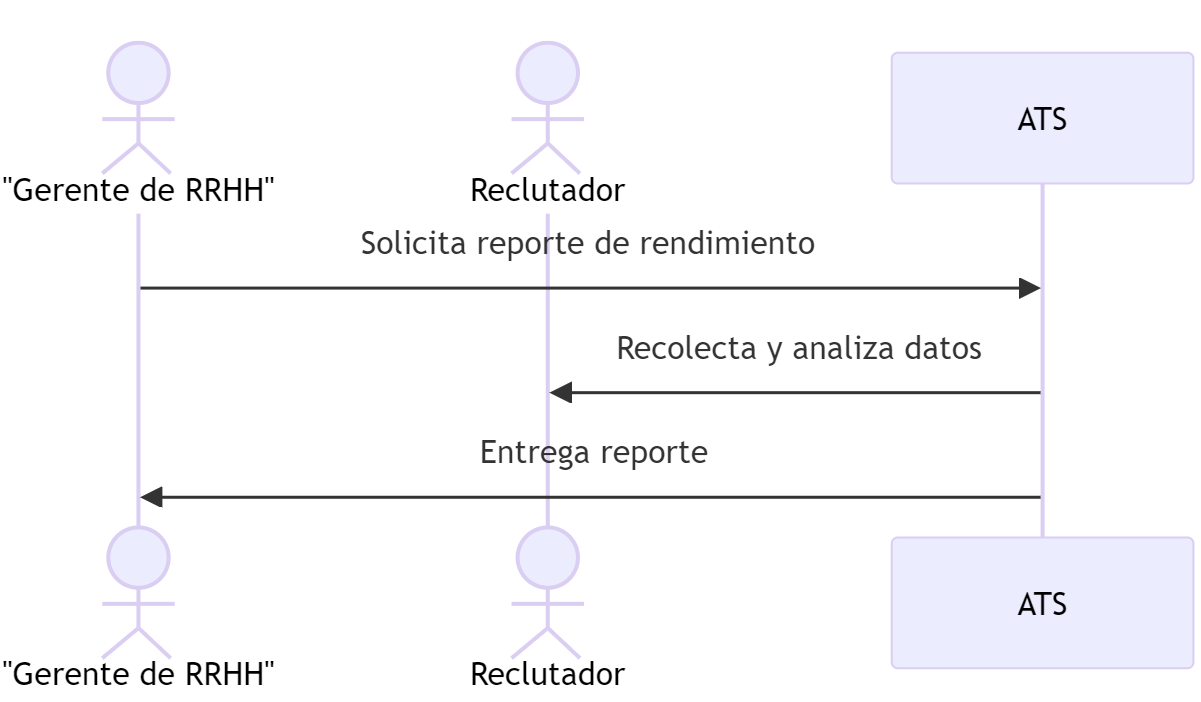 ATS
"Gerente de RRHH"
Reclutador
Solicita reporte de rendimiento
Recolecta y analiza datos
Entrega reporte
ATS
"Gerente de RRHH"
Reclutador